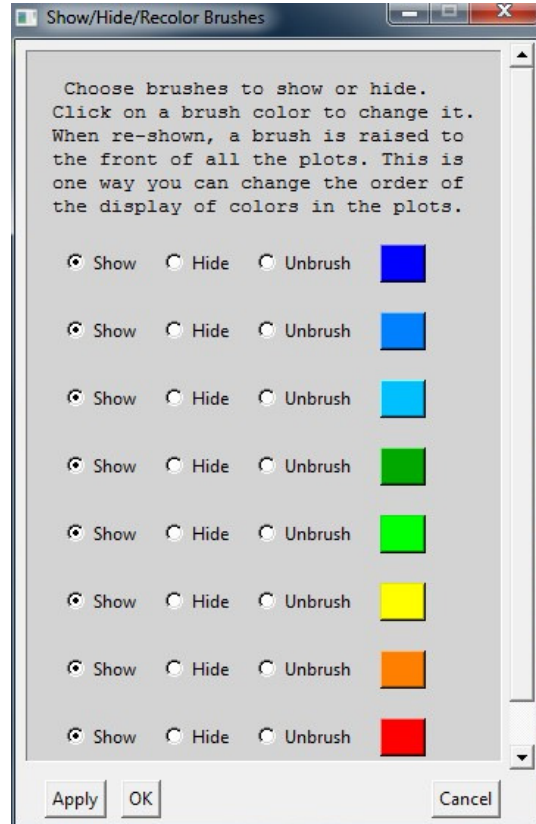 Show/Hide/Recolor Brushes
Choose brushes to show or hide.
Click on a brush color to change it.
When re-shown, a brush is raised to
the front of all the plots. This is
one way you can change the order of
the display of colors in the plots.
Show Hide Unbrush
Show Hide Unbrush
Show Hide Unbrush
Show Hide Unbrush
Show Hide Unbrush
Show Hide Unbrush
Show Hide Unbrush
Show Hide Unbrush
Apply OK Cancel